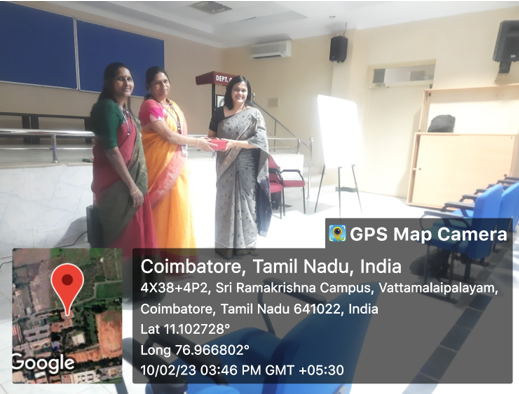 DEPT.
GPS Map Camera
Coimbatore, Tamil Nadu, India
4X38+4P2, Sri Ramakrishna Campus, Vattamalaipalayam,
Coimbatore, Tamil Nadu 641022, India
Lat 11.102728°
Long 76.966802°
10/02/23 03:46 PM GMT +05:30
Google